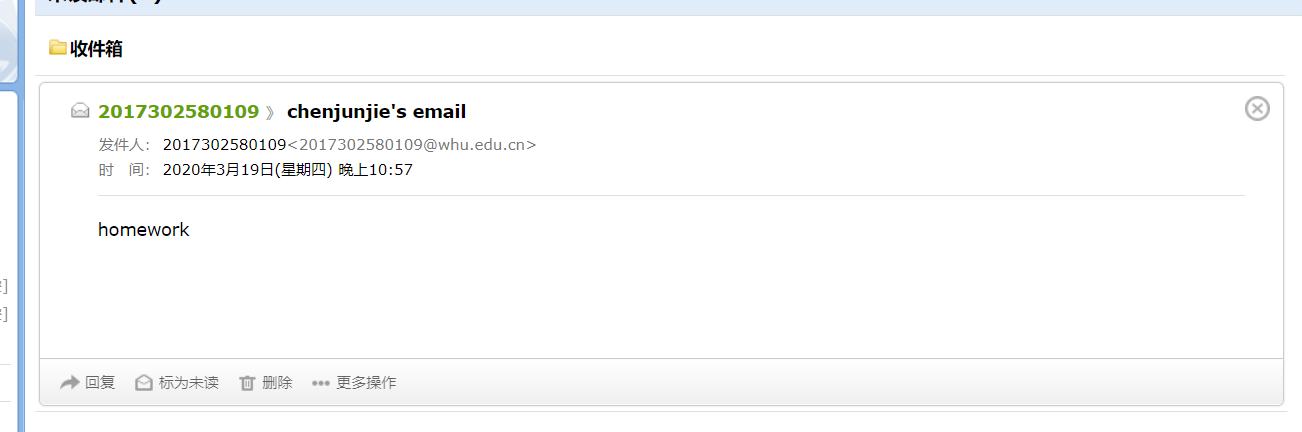 收件箱
2017302580109 》 chenjunjie's email
发件人： 2017302580109<2017302580109@whu.edu.cn>
时 间： 2020年3月19日(星期四) 晚上10:57
homework
回复 标为未读 删除 ••• 更多操作